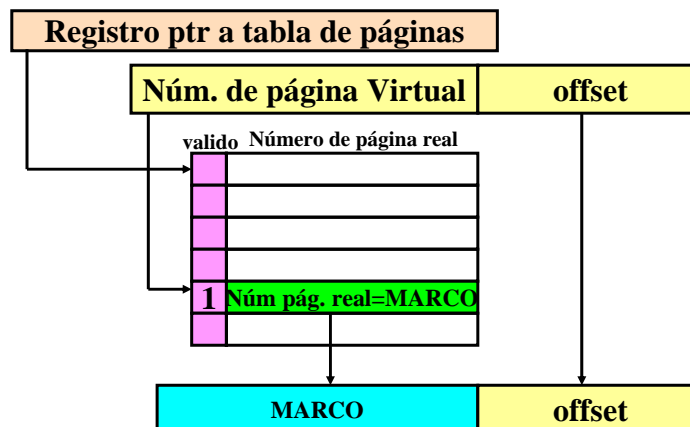 Registro ptr a tabla de páginas
Núm. de página Virtual offset
valido Número de página real
1 Núm pág. real=MARCO
MARCO offset